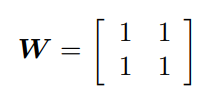 W = [ 1 1
1 1 ]